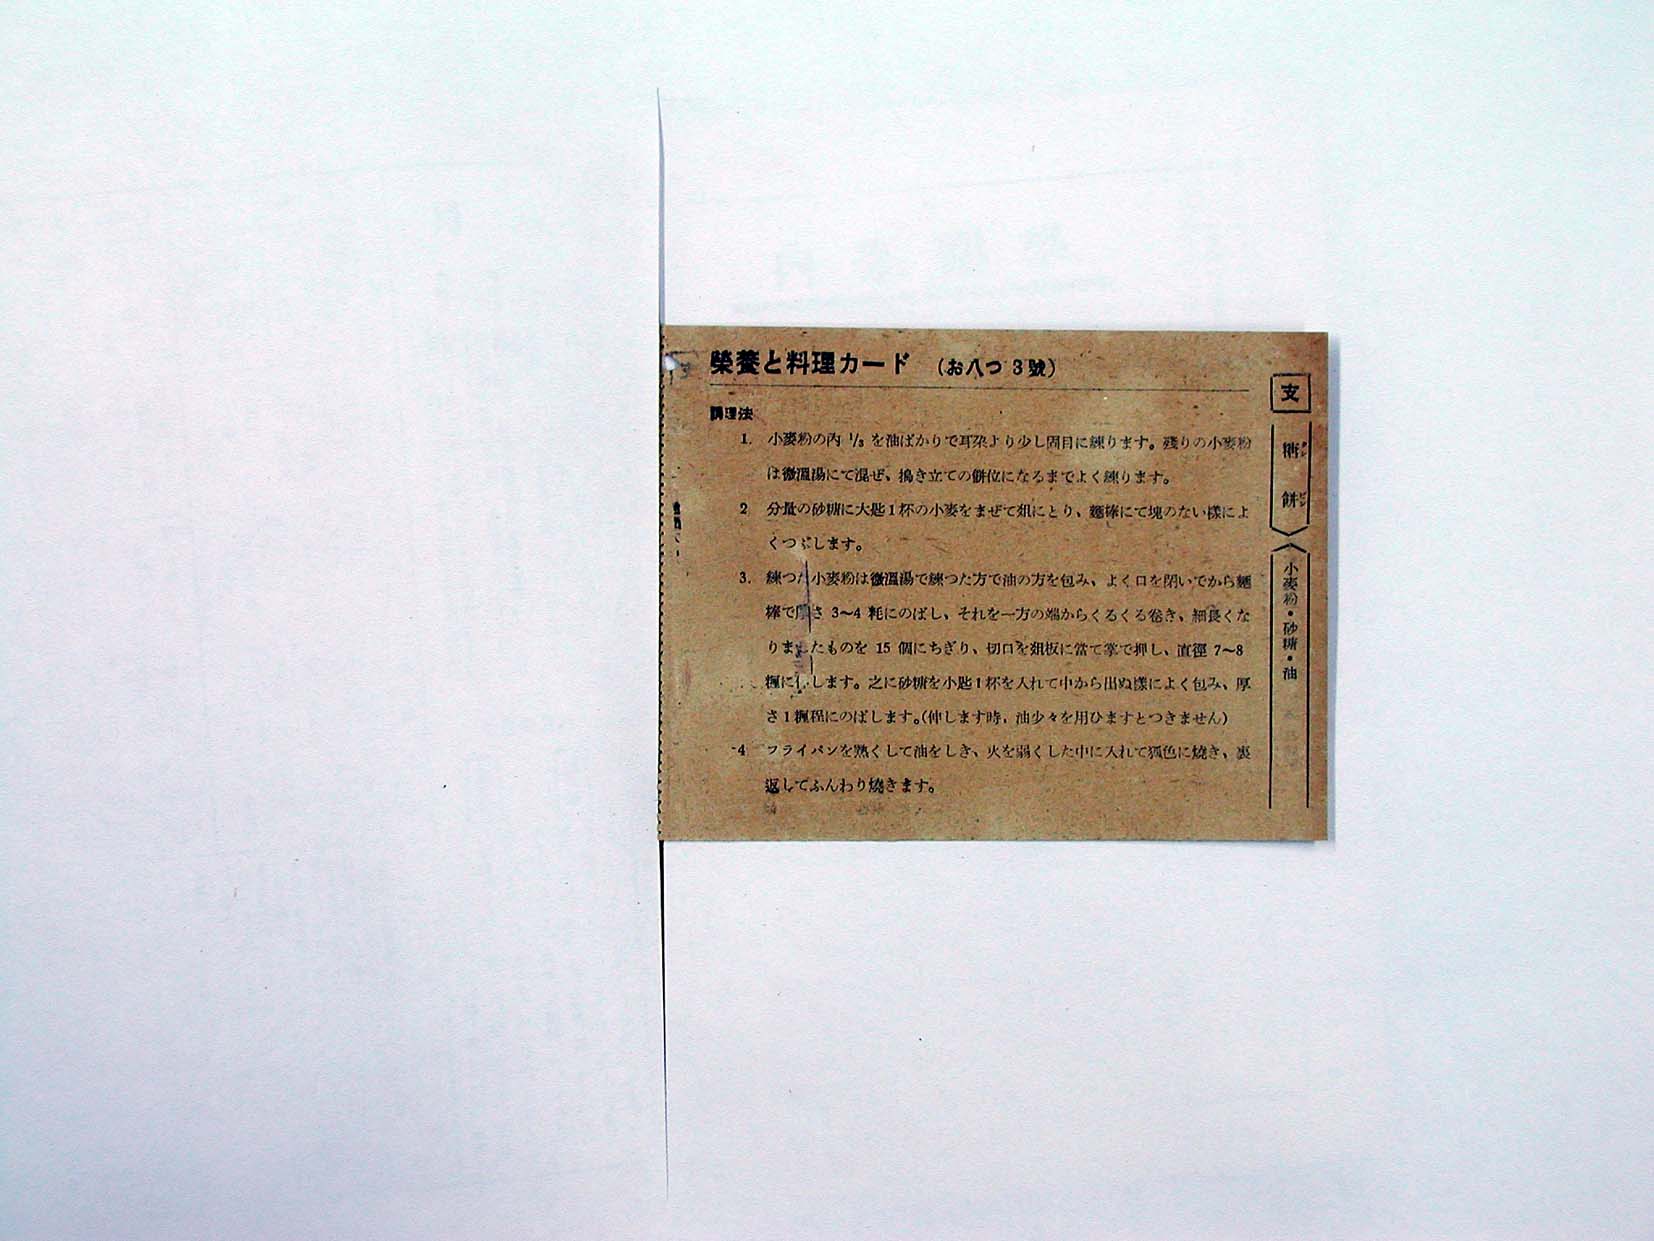 榮養と料理カード (お八つ 3 號)
調理法
1. 小麥粉の內 1/3 を油ばかりで耳朶より少し固目に練ります。殘りの小麥粉
は微溫湯にて混ぜ、搗き立ての餅位になるまでよく練ります。
2 分量の砂糖に大匙1杯の小麥をまぜて爼にとり、麵棒にて塊のない樣によ
くつぶします。
3. 練つた小麥粉は微溫湯で練つた方で油の方を包み、よく口を閉いでから麵
棒で厚さ 3〜4 粍にのばし、それを一方の端からくるくる卷き、細長くな
りましたものを 15 個にちぎり、切口を爼板に當て掌で押し、直徑 7〜8
糎にします。之に砂糖を小匙1杯を入れて中から出ぬ樣によく包み、厚
さ1糎程にのばします。(伸します時、油少々を用ひますとつきません)
4 フライパンを熱くして油をしき、火を弱くした中に入れて狐色に燒き、裏
返してふんわり燒きます。
支
糖餅
小麥粉・砂糖・油